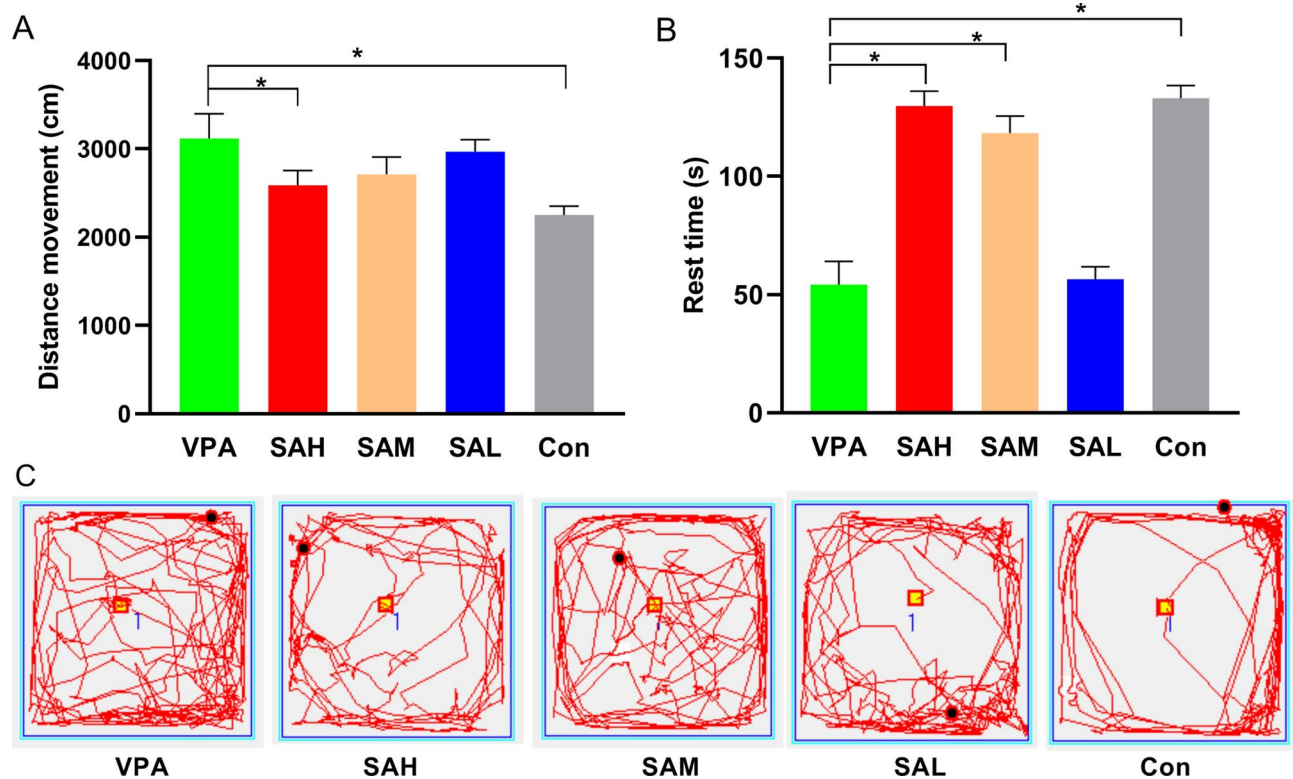 A
Distance movement (cm)
4000
3000
2000
1000
0
*
*
VPA SAH SAM SAL Con
B
Rest time (s)
150
100
50
0
*
*
*
VPA SAH SAM SAL Con
C
1 1 1 1 1
VPA SAH SAM SAL Con